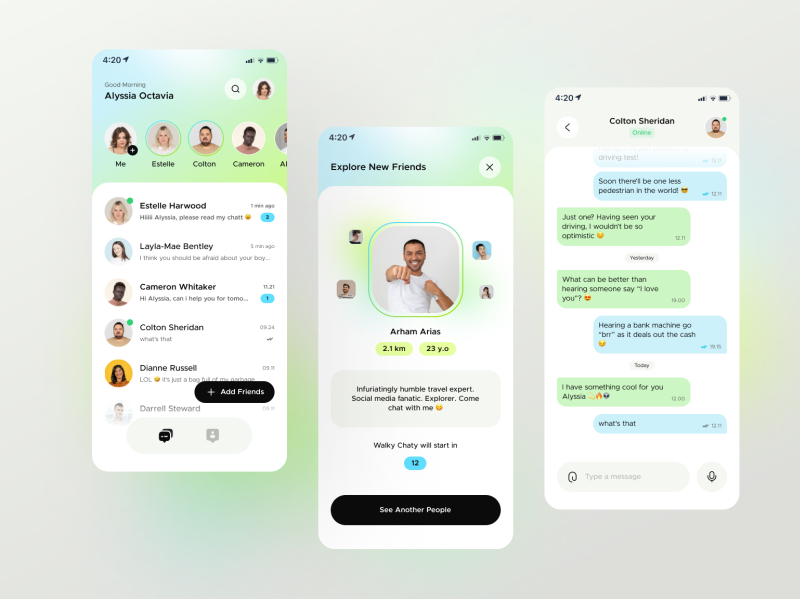 4:20
Good Morning
Alyssia Octavia
Me
Estelle
Colton
Cameron
Al
Estelle Harwood
1 min ago
Hiiii Alyssia, please read my chatt 😠
3
Layla-Mae Bentley
5 min ago
I think you should be afraid about your boy...
Cameron Whitaker
11.21
Hi Alyssia, can i help you for tomo...
1
Colton Sheridan
09.24
what's that
Dianne Russell
09.11
LOL 😂 it's just a bag full of my garbage
+ Add Friends
Darrell Steward
09.11
4:20
Explore New Friends
Arham Arias
2.1 km
23 y.o
Infuriatingly humble travel expert.
Social media fanatic. Explorer. Come
chat with me 😋
Walky Chaty will start in
12
See Another People
4:20
Colton Sheridan
Online
driving test!
12.11
Soon there'll be one less
pedestrian in the world! 😎
12.11
Just one? Having seen your
driving, I wouldn't be so
optimistic 😏
12.11
Yesterday
What can be better than
hearing someone say "I love
you"? 😍
19.00
Hearing a bank machine go
"brr" as it deals out the cash
😏
19.15
Today
I have something cool for you
Alyssia 💫🔥👽
12.00
what's that
12.11
Type a message